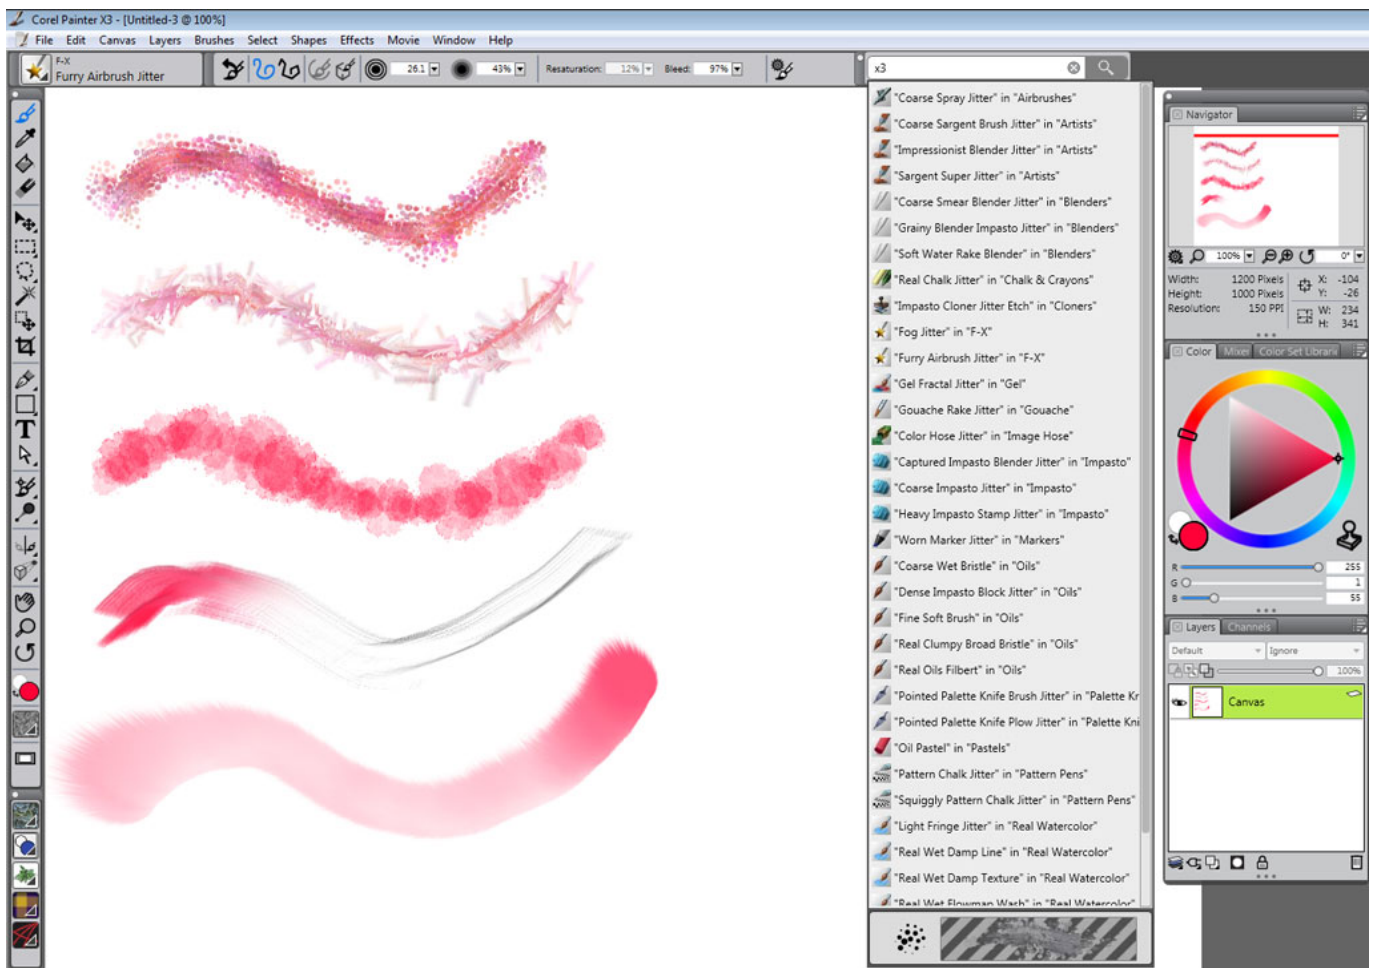 Corel Painter X3 - [Untitled-3 @ 100%]
File Edit Canvas Layers Brushes Select Shapes Effects Movie Window Help
F-X
Furry Airbrush Jitter
26.1 43% Resaturation: 12% Bleed: 97%
x3
"Coarse Spray Jitter" in "Airbrushes"
"Coarse Sargent Brush Jitter" in "Artists"
"Impressionist Blender Jitter" in "Artists"
"Sargent Super Jitter" in "Artists"
"Coarse Smear Blender Jitter" in "Blenders"
"Grainy Blender Impasto Jitter" in "Blenders"
"Soft Water Rake Blender" in "Blenders"
"Real Chalk Jitter" in "Chalk & Crayons"
"Impasto Cloner Jitter Etch" in "Cloners"
"Fog Jitter" in "F-X"
"Furry Airbrush Jitter" in "F-X"
"Gel Fractal Jitter" in "Gel"
"Gouache Rake Jitter" in "Gouache"
"Color Hose Jitter" in "Image Hose"
"Captured Impasto Blender Jitter" in "Impasto"
"Coarse Impasto Jitter" in "Impasto"
"Heavy Impasto Stamp Jitter" in "Impasto"
"Worn Marker Jitter" in "Markers"
"Coarse Wet Bristle" in "Oils"
"Dense Impasto Block Jitter" in "Oils"
"Fine Soft Brush" in "Oils"
"Real Clumpy Broad Bristle" in "Oils"
"Real Oils Filbert" in "Oils"
"Pointed Palette Knife Brush Jitter" in "Palette Kr
"Pointed Palette Knife Plow Jitter" in "Palette Kni
"Oil Pastel" in "Pastels"
"Pattern Chalk Jitter" in "Pattern Pens"
"Squiggly Pattern Chalk Jitter" in "Pattern Pens"
"Light Fringe Jitter" in "Real Watercolor"
"Real Wet Damp Line" in "Real Watercolor"
"Real Wet Damp Texture" in "Real Watercolor"
"Real Wet Flowman Wash" in "Real Watercolor"
Navigator
100% 0°
Width: 1200 Pixels X: -104
Height: 1000 Pixels Y: -26
Resolution: 150 PPI W: 234
H: 341
Color Mixer Color Set Librari
R 255
G 1
B 55
Layers Channels
Default Ignore
100%
Canvas
T